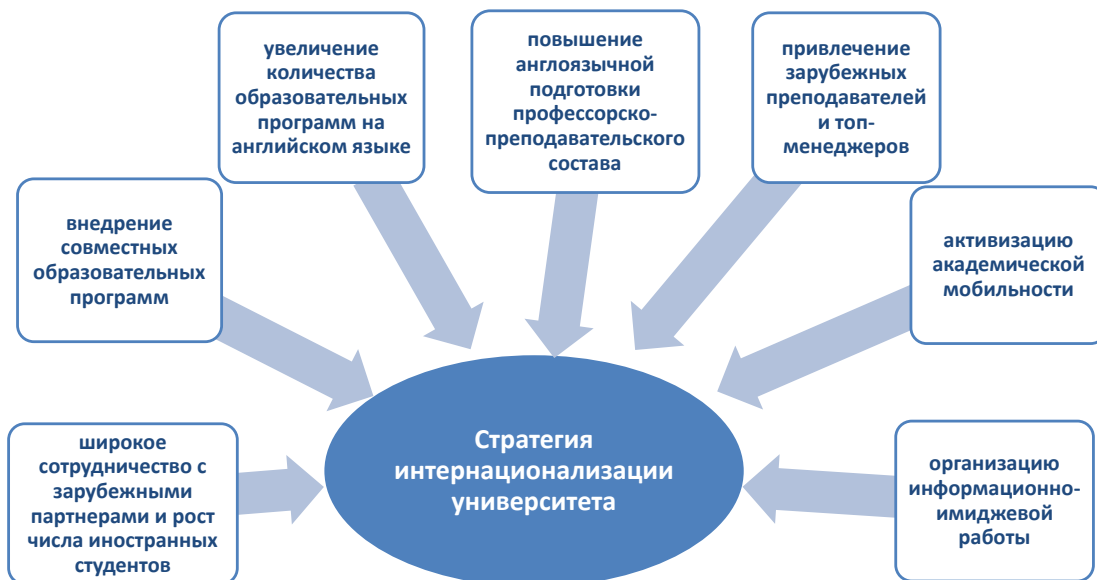 увеличение
количества
образовательных
программ на
английском языке
повышение
англоязычной
подготовки
профессорско-
преподавательского
состава
привлечение
зарубежных
преподавателей
и топ-
менеджеров
внедрение
совместных
образовательных
программ
активизацию
академической
мобильности
широкое
сотрудничество с
зарубежными
партнерами и рост
числа иностранных
студентов
Стратегия
интернационализации
университета
организацию
информационно-
имиджевой
работы